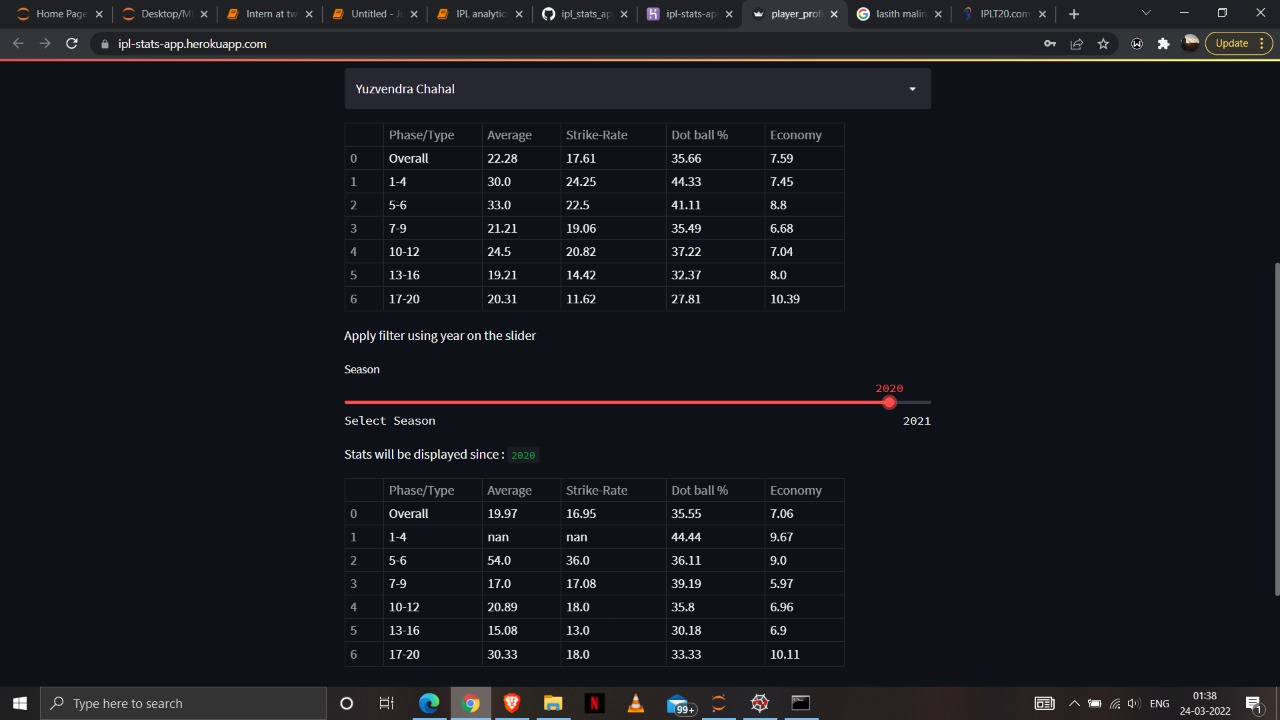 Home Page
Desktop/M
Intern at tw
Untitled - J
IPL analytic
ipl_stats_ap
ipl-stats-ap
player_profi
lasith malin
IPLT20.com
ipl-stats-app.herokuapp.com
Update
Yuzvendra Chahal
Phase/Type Average Strike-Rate Dot ball % Economy
0 Overall 22.28 17.61 35.66 7.59
1 1-4 30.0 24.25 44.33 7.45
2 5-6 33.0 22.5 41.11 8.8
3 7-9 21.21 19.06 35.49 6.68
4 10-12 24.5 20.82 37.22 7.04
5 13-16 19.21 14.42 32.37 8.0
6 17-20 20.31 11.62 27.81 10.39
Apply filter using year on the slider
Season
2020
Select Season 2021
Stats will be displayed since : 2020
Phase/Type Average Strike-Rate Dot ball % Economy
0 Overall 19.97 16.95 35.55 7.06
1 1-4 nan nan 44.44 9.67
2 5-6 54.0 36.0 36.11 9.0
3 7-9 17.0 17.08 39.19 5.97
4 10-12 20.89 18.0 35.8 6.96
5 13-16 15.08 13.0 30.18 6.9
6 17-20 30.33 18.0 33.33 10.11
Type here to search
99+
ENG
01:38
24-03-2022
1